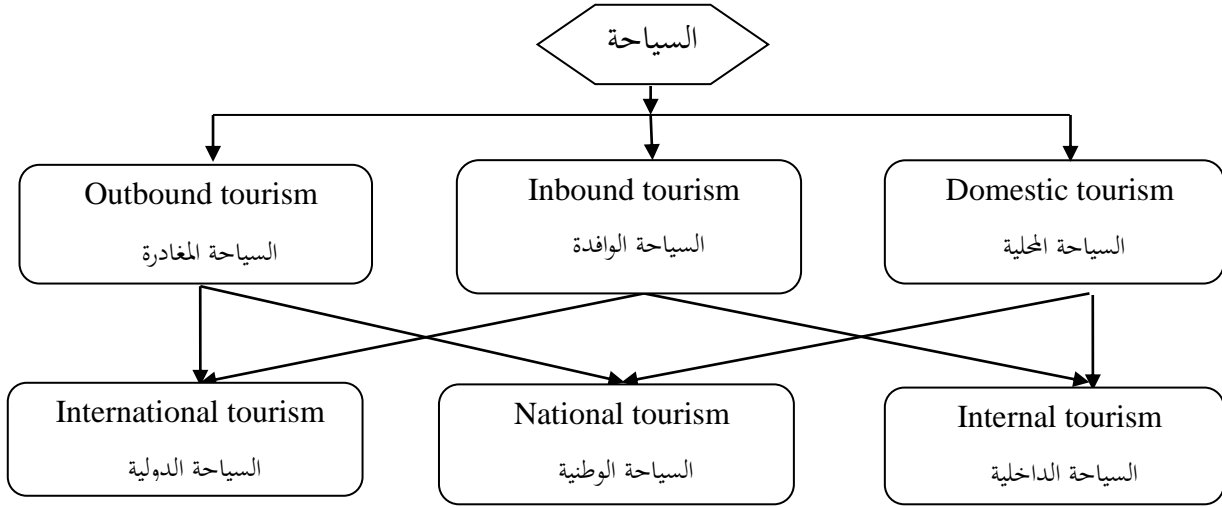 السياحة
Outbound tourism
السياحة المغادرة
Inbound tourism
السياحة الوافدة
Domestic tourism
السياحة المحلية
International tourism
السياحة الدولية
National tourism
السياحة الوطنية
Internal tourism
السياحة الداخلية